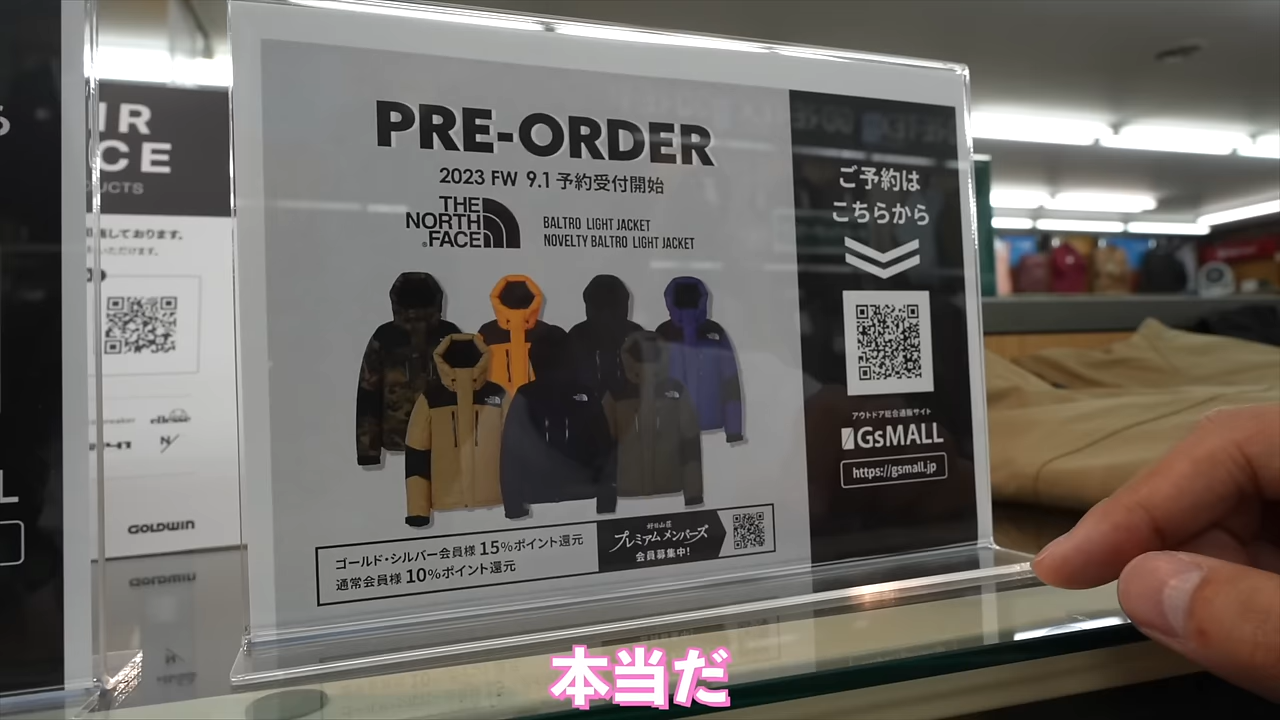 PRE-ORDER
2023 FW 9.1 予約受付開始
THE
NORTH
FACE
BALTRO LIGHT JACKET
NOVELTY BALTRO LIGHT JACKET
ゴールド・シルバー会員様 15%ポイント還元
通常会員様 10%ポイント還元
好日山荘
プレミアム メンバーズ
会員募集中!
ご予約は
こちらから
アウトドア総合通販サイト
GsMALL
https://gsmall.jp
ellesse
GOLDWIN
本当だ